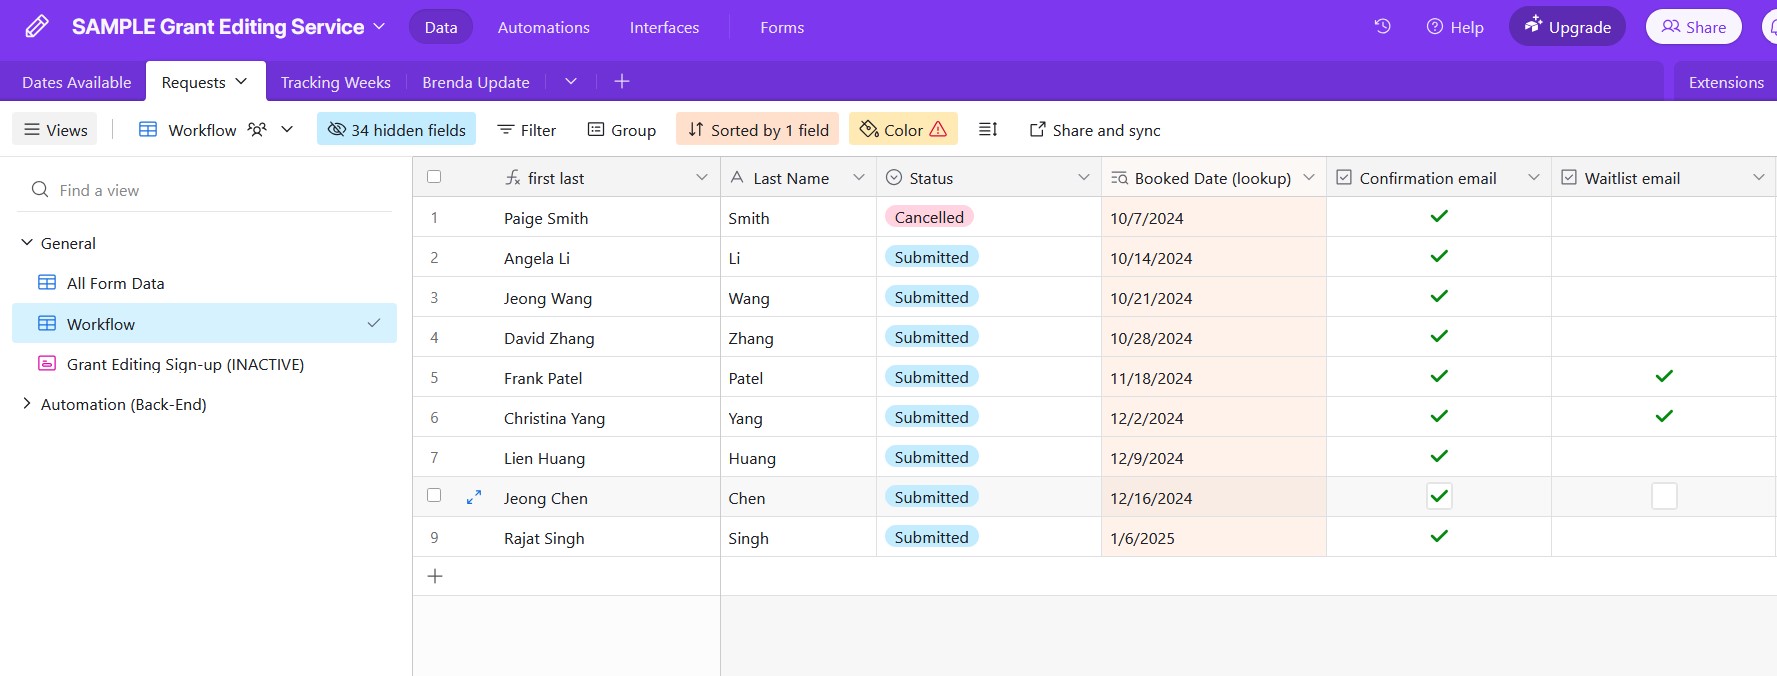 SAMPLE Grant Editing Service Data Automations Interfaces Forms Help Upgrade Share
Dates Available Requests Tracking Weeks Brenda Update Extensions
Views Workflow 34 hidden fields Filter Group Sorted by 1 field Color Share and sync
Find a view
General
All Form Data
Workflow
Grant Editing Sign-up (INACTIVE)
Automation (Back-End)
first last Last Name Status Booked Date (lookup) Confirmation email Waitlist email
1 Paige Smith Smith Cancelled 10/7/2024
2 Angela Li Li Submitted 10/14/2024
3 Jeong Wang Wang Submitted 10/21/2024
4 David Zhang Zhang Submitted 10/28/2024
5 Frank Patel Patel Submitted 11/18/2024
6 Christina Yang Yang Submitted 12/2/2024
7 Lien Huang Huang Submitted 12/9/2024
Jeong Chen Chen Submitted 12/16/2024
9 Rajat Singh Singh Submitted 1/6/2025